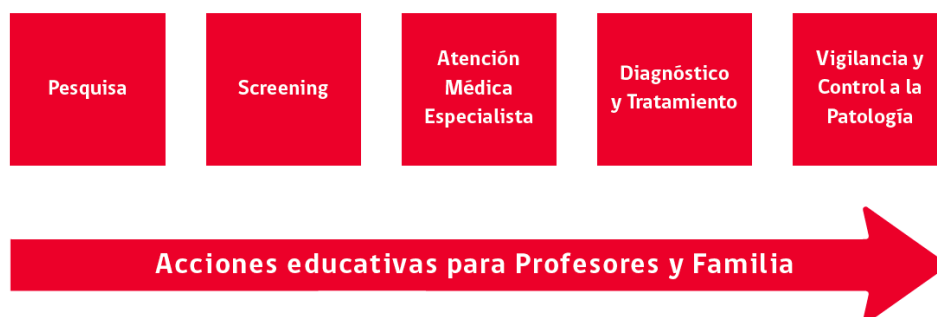 Pesquisa
Screening
Atención
Médica
Especialista
Diagnóstico
y Tratamiento
Vigilancia y
Control a la
Patología
Acciones educativas para Profesores y Familia